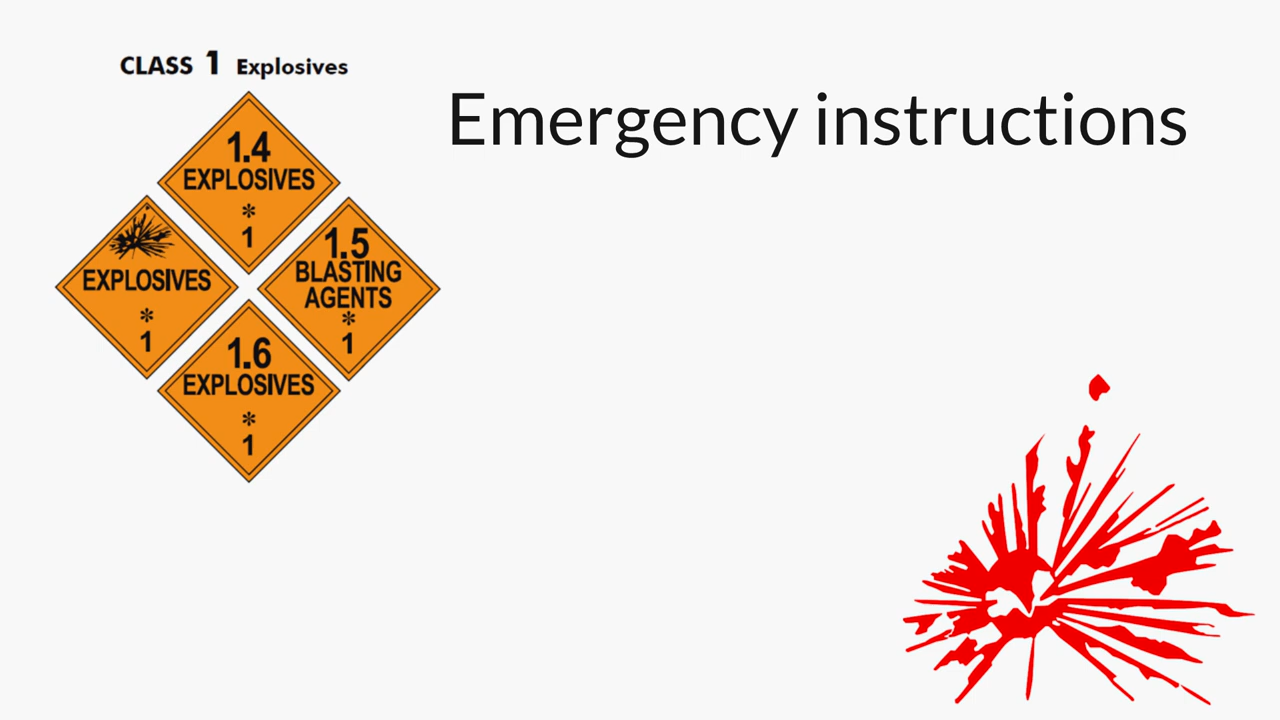 CLASS 1 Explosives
Emergency instructions
1.4
EXPLOSIVES
*
1
EXPLOSIVES
*
1
1.5
BLASTING
AGENTS
*
1
1.6
EXPLOSIVES
*
1